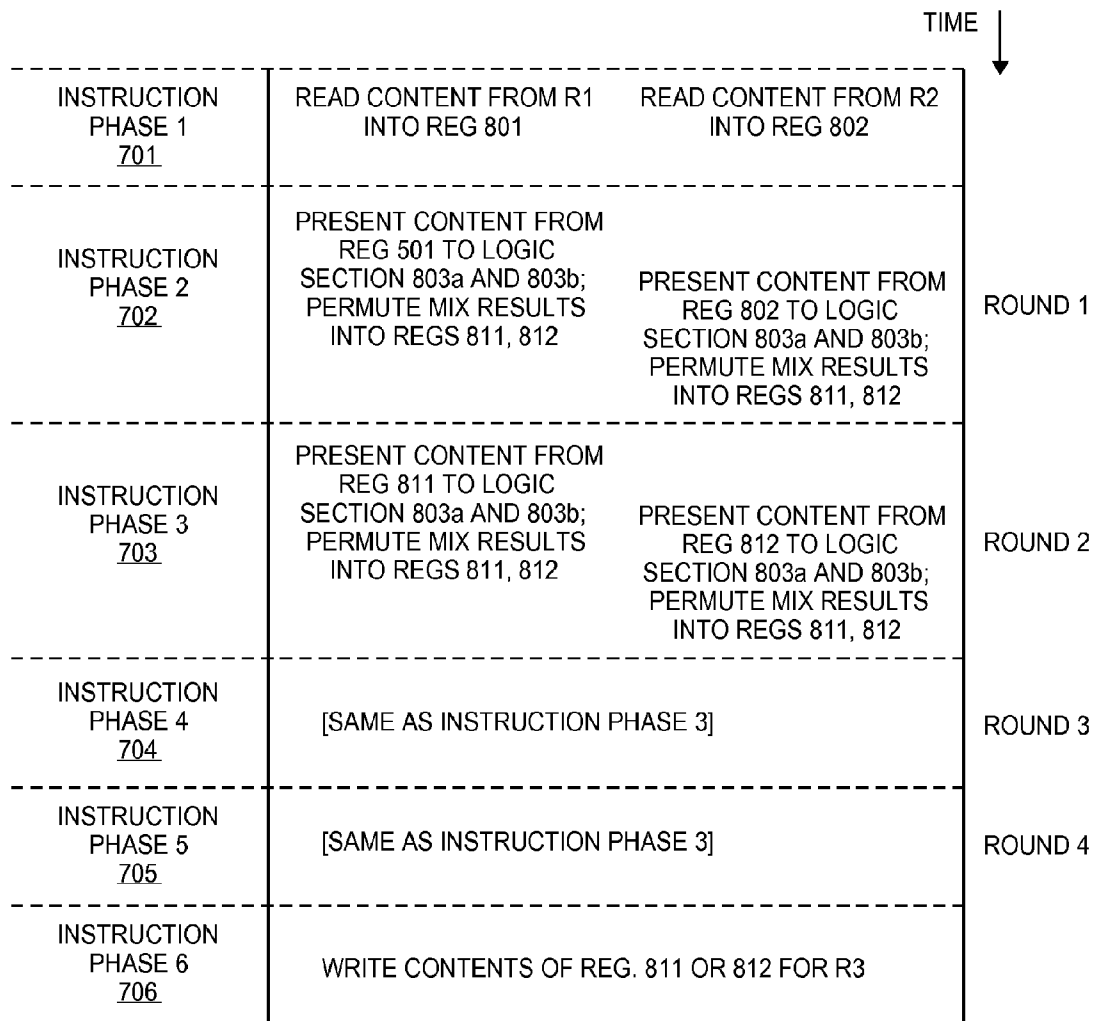 TIME
INSTRUCTION
PHASE 1
701
READ CONTENT FROM R1
INTO REG 801
READ CONTENT FROM R2
INTO REG 802
INSTRUCTION
PHASE 2
702
PRESENT CONTENT FROM
REG 501 TO LOGIC
SECTION 803a AND 803b;
PERMUTE MIX RESULTS
INTO REGS 811, 812
PRESENT CONTENT FROM
REG 802 TO LOGIC
SECTION 803a AND 803b;
PERMUTE MIX RESULTS
INTO REGS 811, 812
ROUND 1
INSTRUCTION
PHASE 3
703
PRESENT CONTENT FROM
REG 811 TO LOGIC
SECTION 803a AND 803b;
PERMUTE MIX RESULTS
INTO REGS 811, 812
PRESENT CONTENT FROM
REG 812 TO LOGIC
SECTION 803a AND 803b;
PERMUTE MIX RESULTS
INTO REGS 811, 812
ROUND 2
INSTRUCTION
PHASE 4
704
[SAME AS INSTRUCTION PHASE 3]
ROUND 3
INSTRUCTION
PHASE 5
705
[SAME AS INSTRUCTION PHASE 3]
ROUND 4
INSTRUCTION
PHASE 6
706
WRITE CONTENTS OF REG. 811 OR 812 FOR R3